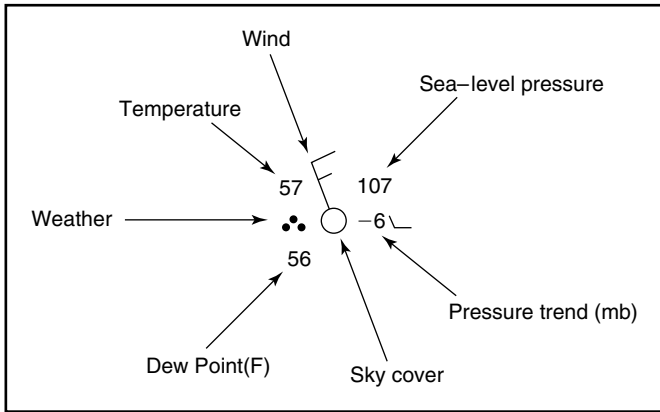 Wind
Sea–level pressure
Temperature
57
107
Weather
–6
56
Pressure trend (mb)
Dew Point(F)
Sky cover